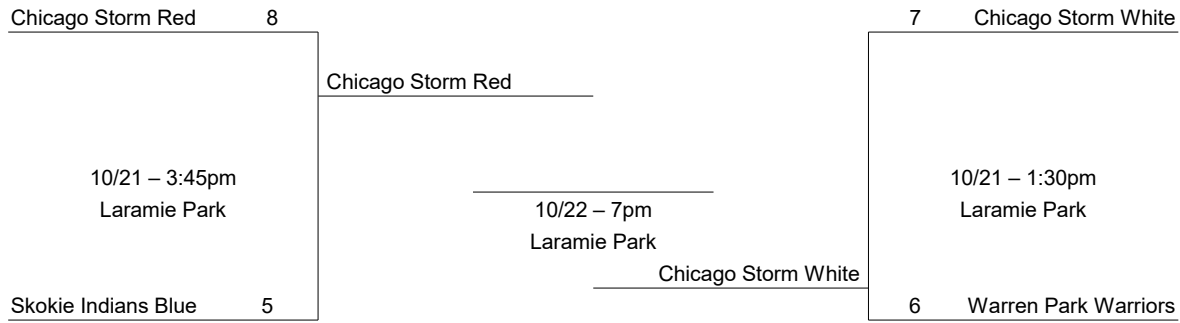 Chicago Storm Red 8
7 Chicago Storm White
Chicago Storm Red
10/21 – 3:45pm
Laramie Park
10/21 – 1:30pm
Laramie Park
10/22 – 7pm
Laramie Park
Chicago Storm White
Skokie Indians Blue 5
6 Warren Park Warriors